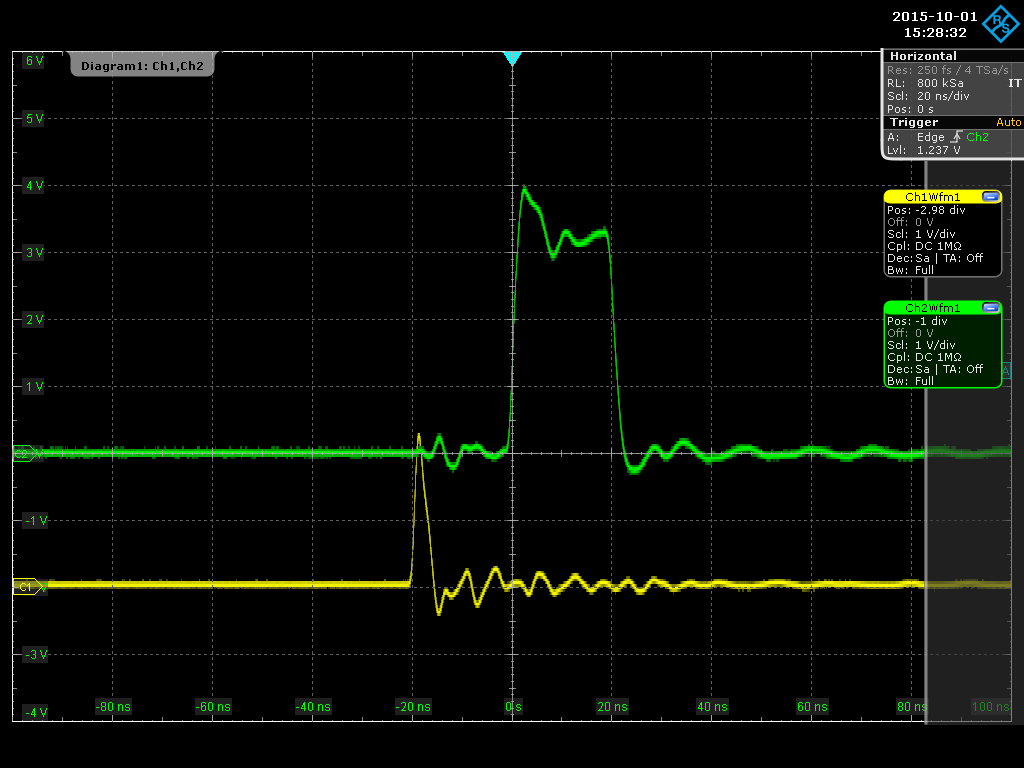 2015-10-01
15:28:32
R/S
Diagram1: Ch1,Ch2
Horizontal
Res: 250 fs / 4 TSa/s
RL: 800 kSa IT
Scl: 20 ns/div
Pos: 0 s
Trigger Auto
A: Edge Ch2
Lvl: 1.237 V
Ch1Wfm1
Pos: -2.98 div
Off: 0 V
Scl: 1 V/div
Cpl: DC 1MΩ
Dec: Sa | TA: Off
Bw: Full
Ch2Wfm1
Pos: -1 div
Off: 0 V
Scl: 1 V/div
Cpl: DC 1MΩ
Dec: Sa | TA: Off
Bw: Full
A
6 V
5 V
4 V
3 V
2 V
1 V
C2
-1 V
C1
-3 V
-4 V
-80 ns
-60 ns
-40 ns
-20 ns
0 s
20 ns
40 ns
60 ns
80 ns
100 ns